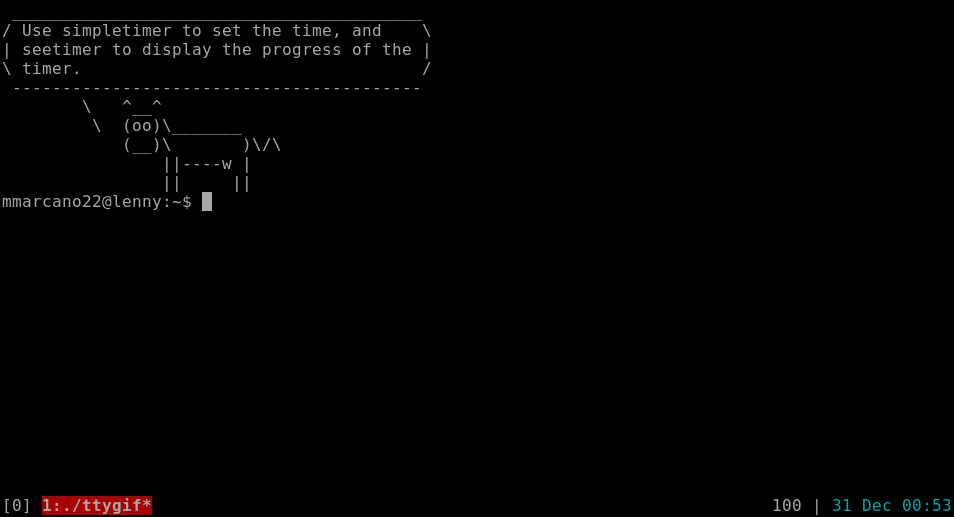 _________________________________________
/ Use simpletimer to set the time, and    \
| seetimer to display the progress of the |
\ timer.                                  /
 -----------------------------------------
        \   ^__^
         \  (oo)\_______
            (__)\       )\/\
                ||----w |
                ||     ||
mmarcano22@lenny:~$
[0] 1:./ttygif*                                                              100 | 31 Dec 00:53